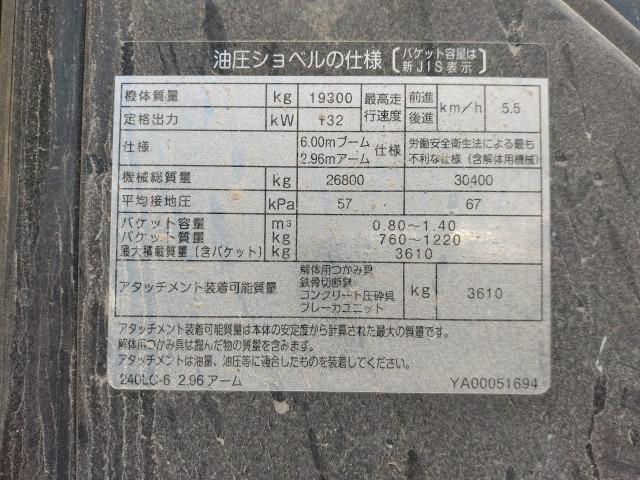 油圧ショベルの仕様 [バケット容量は新JIS表示]
機体質量 kg 19300 最高走行速度 前進 後進 km/h 5.5
定格出力 kW 132
仕様 6.00mブーム 2.96mアーム 仕様 労働安全衛生法による最も不利な仕様(含解体用機械)
機械総質量 kg 26800 30400
平均接地圧 kPa 57 67
バケット容量 m³ 0.80~1.40
バケット質量 kg 760~1220
最大積載質量(含バケット) kg 3610
アタッチメント装着可能質量 解体用つかみ具 鉄骨切断具 コンクリート圧砕具 ブレーカユニット kg 3610
アタッチメント装着可能質量は本体の安定度から計算された最大の質量です。
解体用つかみ具は掴んだ物の質量を含みます。
アタッチメントは油量、油圧等に適合したものを装着してください。
240LC-6 2.96アーム YA00051694